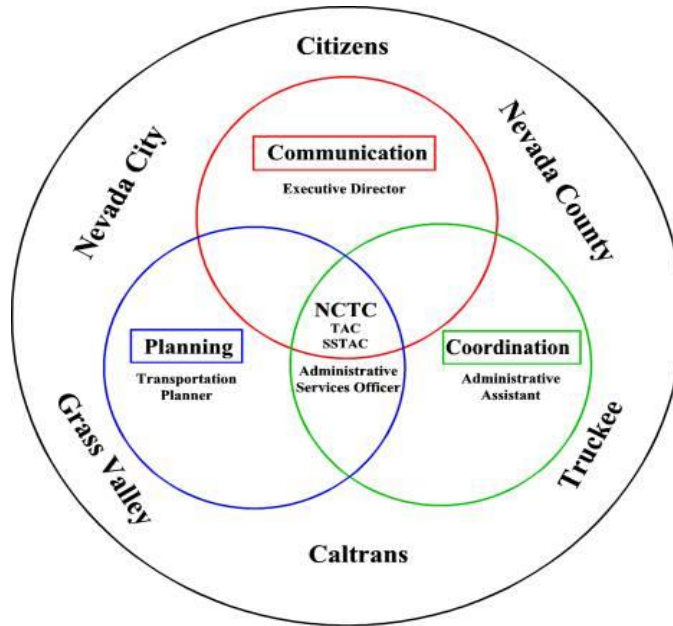 Citizens
Nevada City
Nevada County
Communication
Executive Director
NCTC
TAC
SSTAC
Administrative
Services Officer
Planning
Transportation
Planner
Coordination
Administrative
Assistant
Grass Valley
Truckee
Caltrans